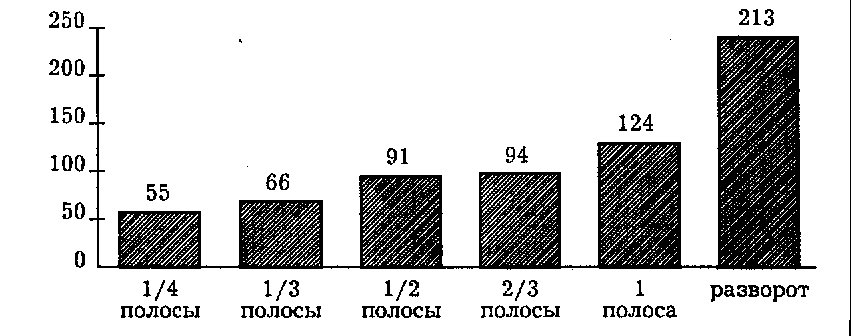 250
200
150
100
50
0
55
66
91
94
124
213
1/4
полосы
1/3
полосы
1/2
полосы
2/3
полосы
1
полоса
разворот